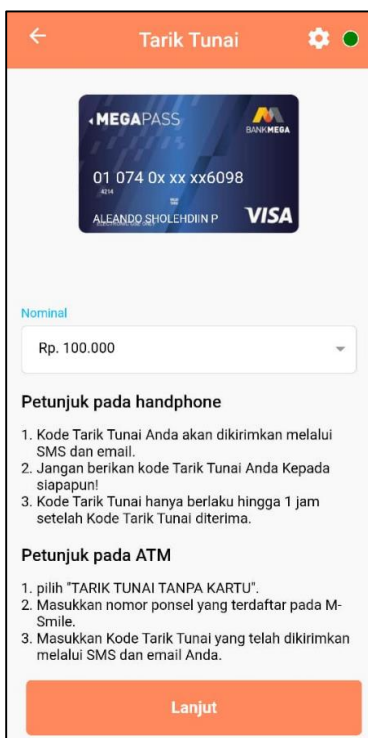 Tarik Tunai
MEGAPASS
BANKMEGA
01 074 0x xx xx6098
4214
ALEANDO SHOLEHDIIN P
VISA
Nominal
Rp. 100.000
Petunjuk pada handphone
1. Kode Tarik Tunai Anda akan dikirimkan melalui
SMS dan email.
2. Jangan berikan kode Tarik Tunai Anda Kepada
siapapun!
3. Kode Tarik Tunai hanya berlaku hingga 1 jam
setelah Kode Tarik Tunai diterima.
Petunjuk pada ATM
1. pilih "TARIK TUNAI TANPA KARTU".
2. Masukkan nomor ponsel yang terdaftar pada M-
Smile.
3. Masukkan Kode Tarik Tunai yang telah dikirimkan
melalui SMS dan email Anda.
Lanjut